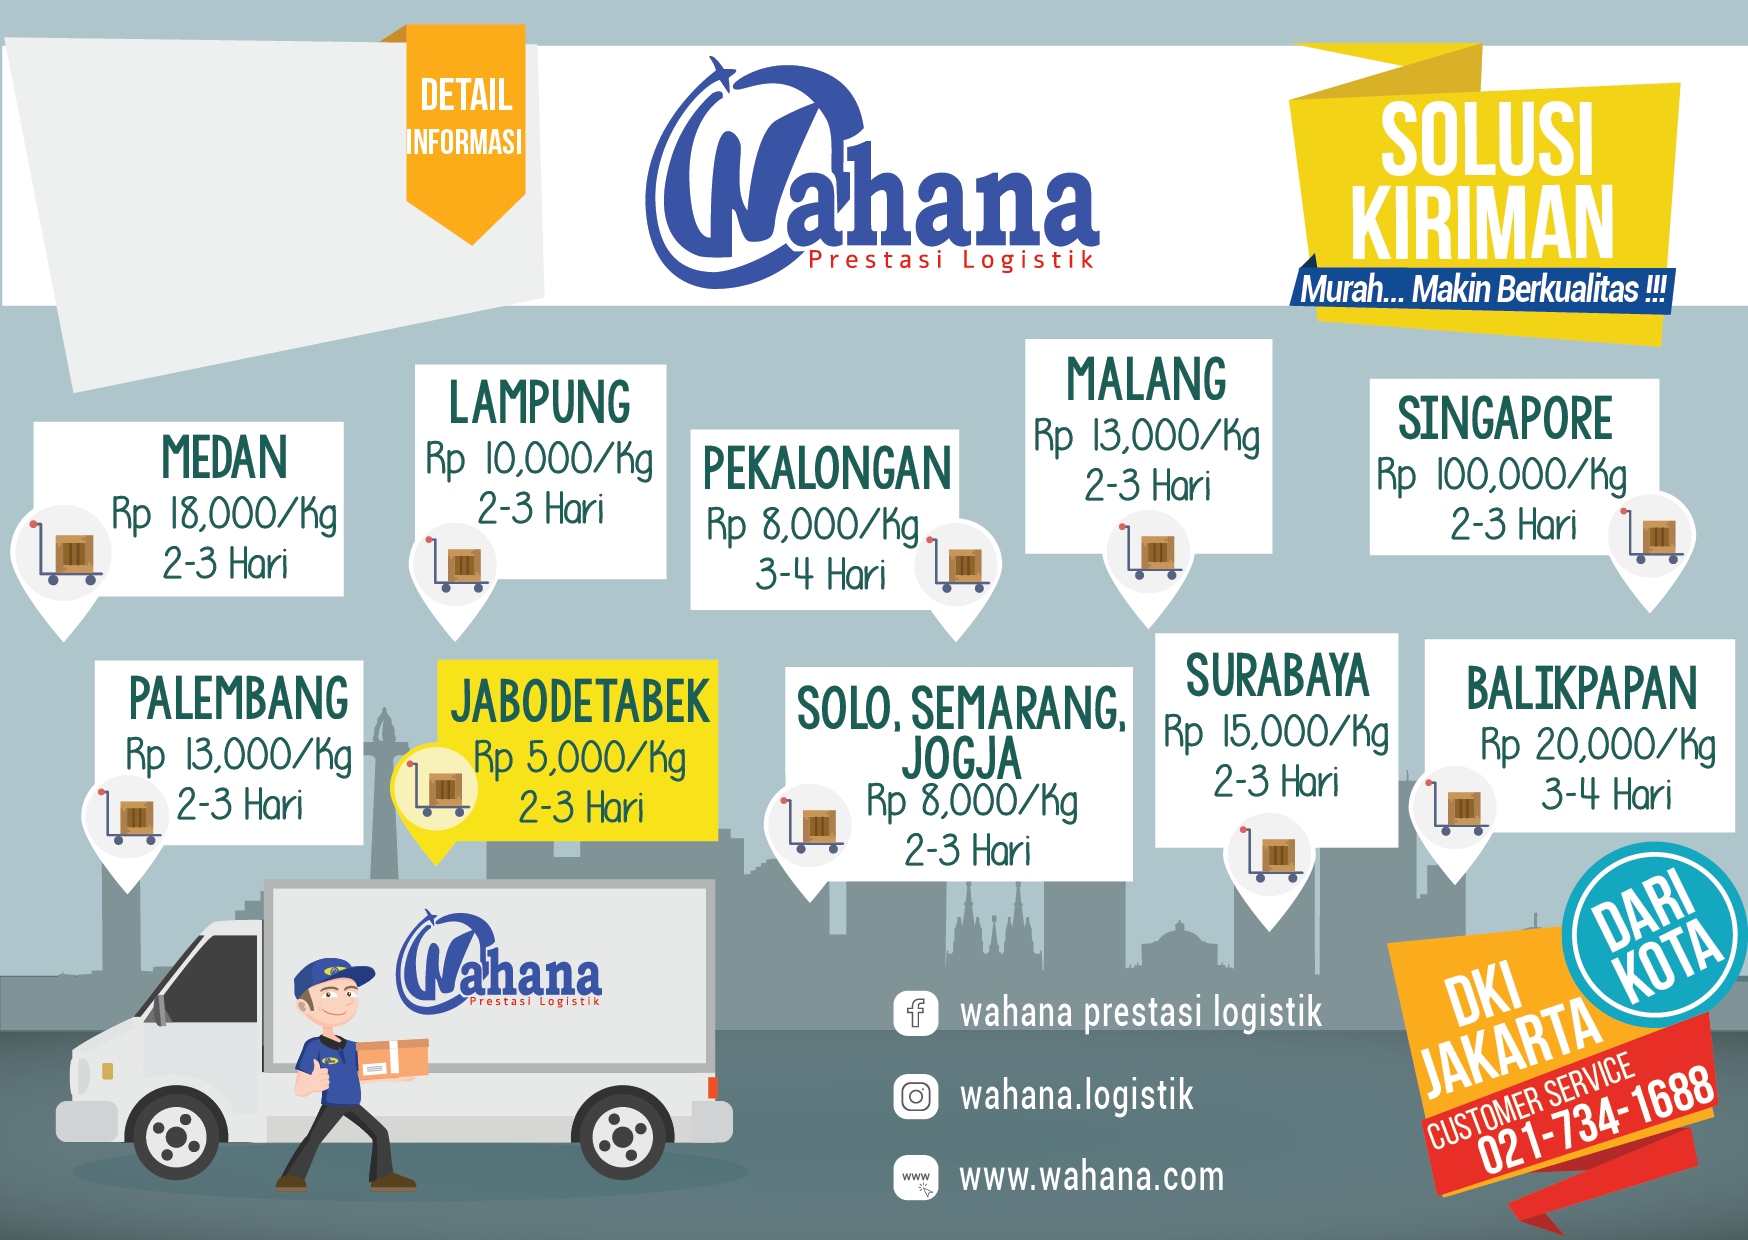 DETAIL
INFORMASI
Wahana
Prestasi Logistik
SOLUSI
KIRIMAN
Murah... Makin Berkualitas !!!
MEDAN
Rp 18,000/Kg
2-3 Hari
LAMPUNG
Rp 10,000/Kg
2-3 Hari
PEKALONGAN
Rp 8,000/Kg
3-4 Hari
MALANG
Rp 13,000/Kg
2-3 Hari
SINGAPORE
Rp 100,000/Kg
2-3 Hari
PALEMBANG
Rp 13,000/Kg
2-3 Hari
JABODETABEK
Rp 5,000/Kg
2-3 Hari
SOLO, SEMARANG,
JOGJA
Rp 8,000/Kg
2-3 Hari
SURABAYA
Rp 15,000/Kg
2-3 Hari
BALIKPAPAN
Rp 20,000/Kg
3-4 Hari
Wahana
Prestasi Logistik
wahana prestasi logistik
wahana.logistik
www
www.wahana.com
DARI
KOTA
DKI
JAKARTA
CUSTOMER SERVICE
021-734-1688